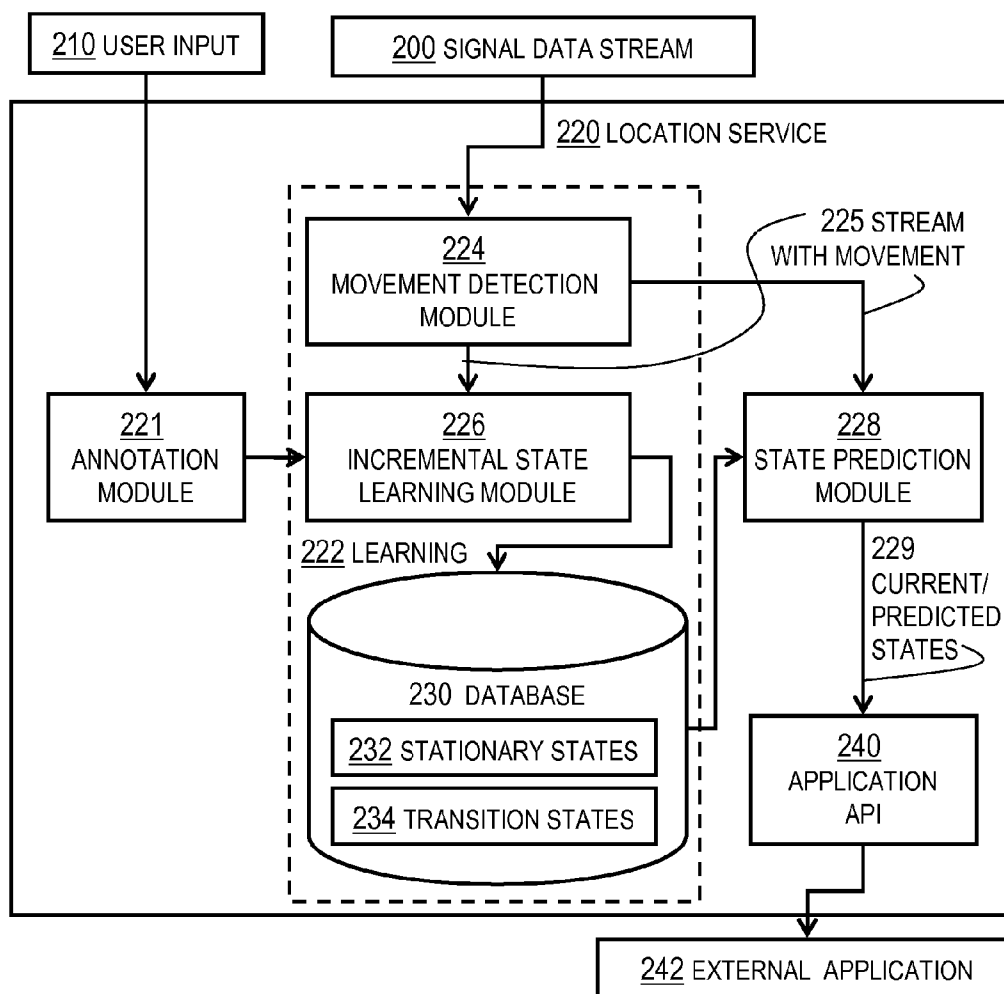 210 USER INPUT
200 SIGNAL DATA STREAM
220 LOCATION SERVICE
224
MOVEMENT DETECTION
MODULE
225 STREAM
WITH MOVEMENT
221
ANNOTATION
MODULE
226
INCREMENTAL STATE
LEARNING MODULE
228
STATE PREDICTION
MODULE
222 LEARNING
229
CURRENT/
PREDICTED
STATES
230 DATABASE
232 STATIONARY STATES
234 TRANSITION STATES
240
APPLICATION
API
242 EXTERNAL APPLICATION